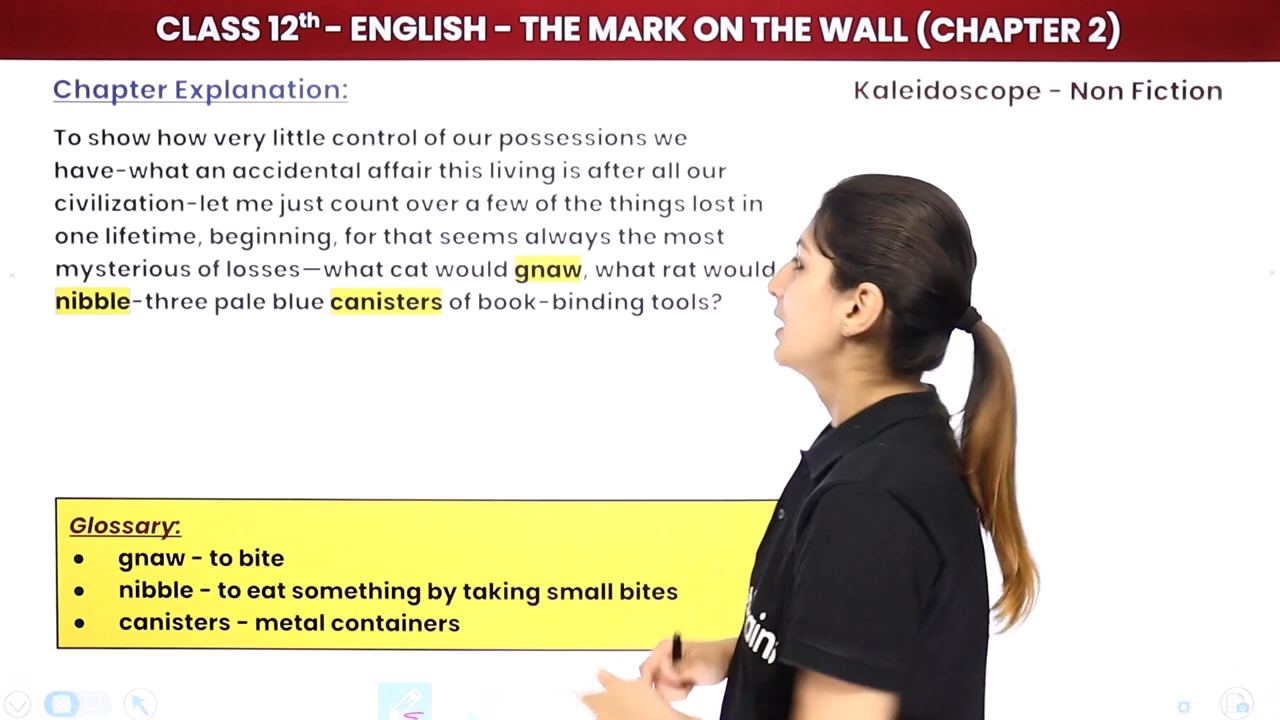 CLASS 12th - ENGLISH - THE MARK ON THE WALL (CHAPTER 2)
Chapter Explanation:
Kaleidoscope - Non Fiction
To show how very little control of our possessions we
have-what an accidental affair this living is after all our
civilization-let me just count over a few of the things lost in
one lifetime, beginning, for that seems always the most
mysterious of losses—what cat would gnaw, what rat would
nibble-three pale blue canisters of book-binding tools?
Glossary:
● gnaw - to bite
● nibble - to eat something by taking small bites
● canisters - metal containers